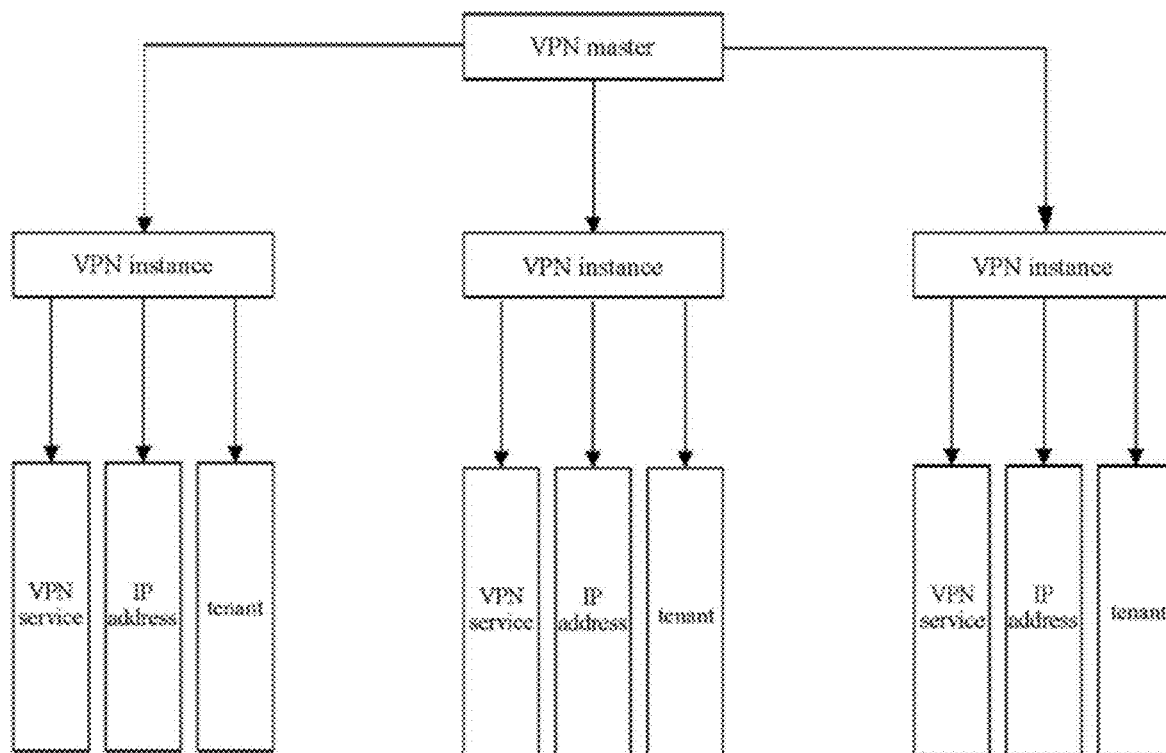 VPN master
VPN instance
VPN instance
VPN instance
VPN
service
IP
address
tenant
VPN
service
IP
address
tenant
VPN
service
IP
address
tenant